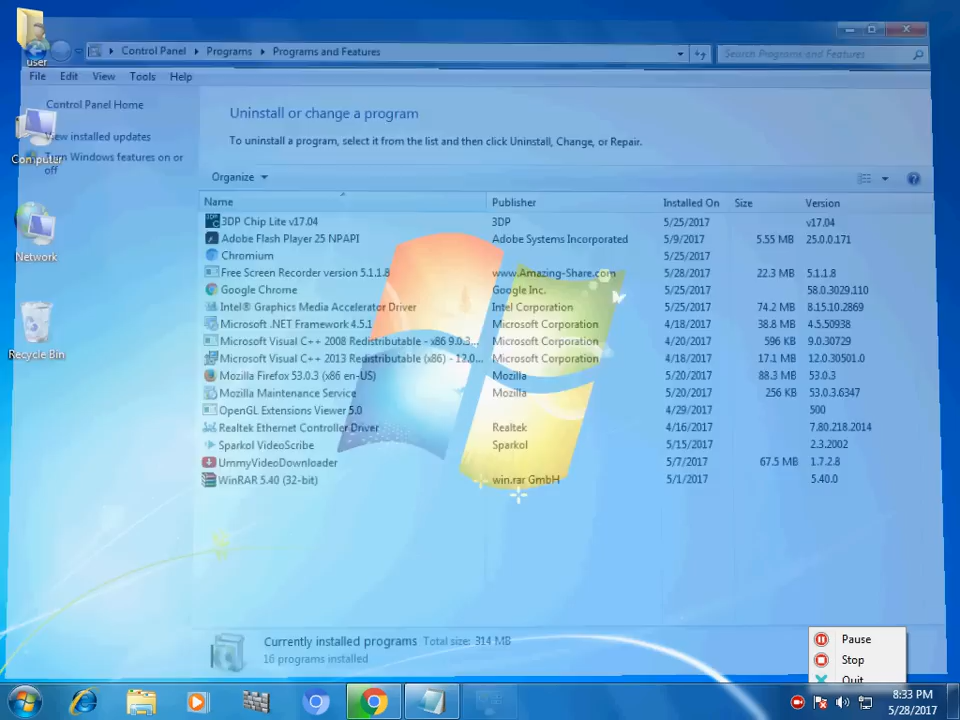 user
Control Panel
Programs
Programs and Features
Search Programs and Features
File Edit View Tools Help
Control Panel Home
View installed updates
Turn Windows features on or
off
Computer
Network
Recycle Bin
Uninstall or change a program
To uninstall a program, select it from the list and then click Uninstall, Change, or Repair.
Organize
Name Publisher Installed On Size Version
3DP Chip Lite v17.04 3DP 5/25/2017 v17.04
Adobe Flash Player 25 NPAPI Adobe Systems Incorporated 5/9/2017 5.55 MB 25.0.0.171
Chromium 5/25/2017
Free Screen Recorder version 5.1.1.8 www.Amazing-Share.com 5/28/2017 22.3 MB 5.1.1.8
Google Chrome Google Inc. 5/25/2017 58.0.3029.110
Intel® Graphics Media Accelerator Driver Intel Corporation 5/25/2017 74.2 MB 8.15.10.2869
Microsoft .NET Framework 4.5.1 Microsoft Corporation 4/18/2017 38.8 MB 4.5.50938
Microsoft Visual C++ 2008 Redistributable - x86 9.0.3... Microsoft Corporation 4/20/2017 596 KB 9.0.30729
Microsoft Visual C++ 2013 Redistributable (x86) - 12.0... Microsoft Corporation 4/18/2017 17.1 MB 12.0.30501.0
Mozilla Firefox 53.0.3 (x86 en-US) Mozilla 5/20/2017 88.3 MB 53.0.3
Mozilla Maintenance Service Mozilla 5/20/2017 256 KB 53.0.3.6347
OpenGL Extensions Viewer 5.0 4/29/2017 500
Realtek Ethernet Controller Driver Realtek 4/16/2017 7.80.218.2014
Sparkol VideoScribe Sparkol 5/15/2017 2.3.2002
UmmyVideoDownloader 5/7/2017 67.5 MB 1.7.2.8
WinRAR 5.40 (32-bit) win.rar GmbH 5/1/2017 5.40.0
Currently installed programs Total size: 314 MB
16 programs installed
Pause
Stop
Quit
8:33 PM
5/28/2017